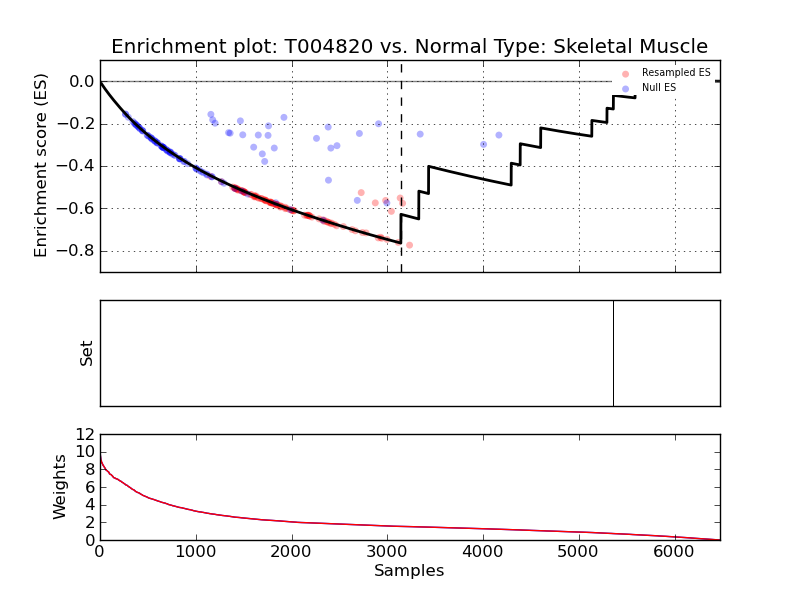 Enrichment plot: T004820 vs. Normal Type: Skeletal Muscle
Enrichment score (ES)
0.0
−0.2
−0.4
−0.6
−0.8
Resampled ES
Null ES
Set
Weights
12
10
8
6
4
2
0
0 1000 2000 3000 4000 5000 6000
Samples